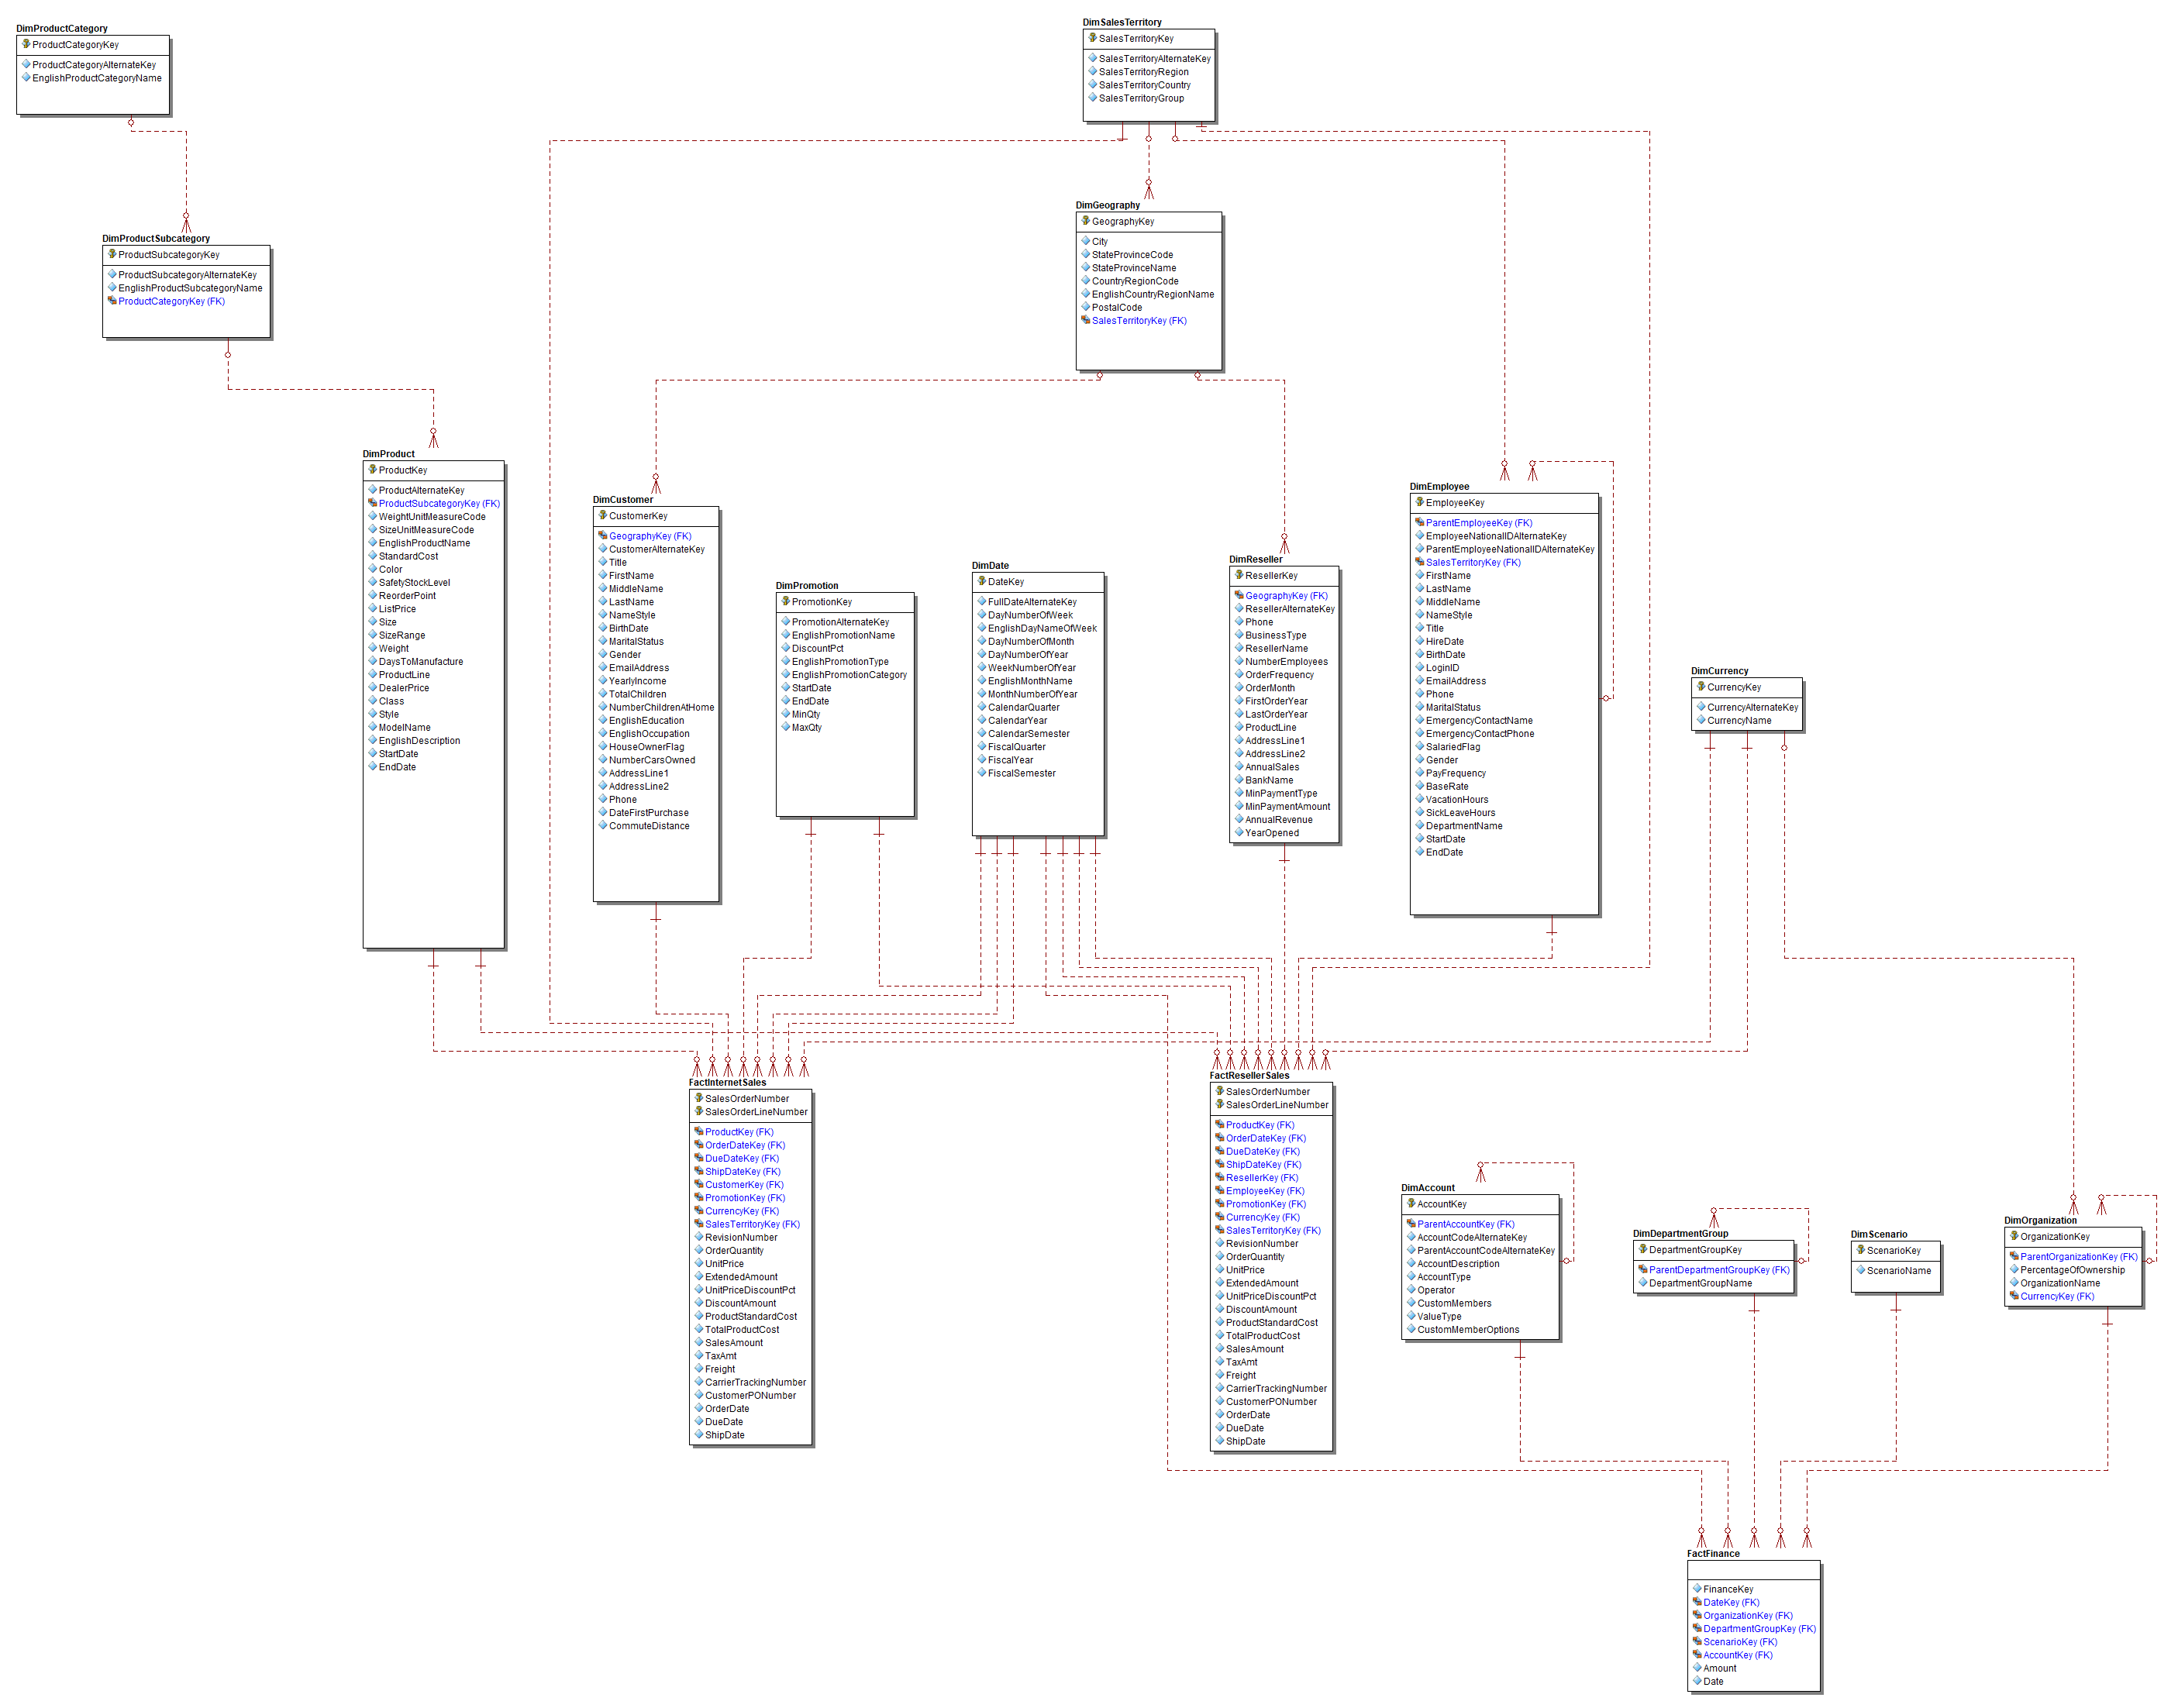 DimProductCategory
ProductCategoryKey
ProductCategoryAlternateKey
EnglishProductCategoryName
DimSalesTerritory
SalesTerritoryKey
SalesTerritoryAlternateKey
SalesTerritoryRegion
SalesTerritoryCountry
SalesTerritoryGroup
DimGeography
GeographyKey
City
StateProvinceCode
StateProvinceName
CountryRegionCode
EnglishCountryRegionName
PostalCode
SalesTerritoryKey (FK)
DimProductSubcategory
ProductSubcategoryKey
ProductSubcategoryAlternateKey
EnglishProductSubcategoryName
ProductCategoryKey (FK)
DimProduct
ProductKey
ProductAlternateKey
ProductSubcategoryKey (FK)
WeightUnitMeasureCode
SizeUnitMeasureCode
EnglishProductName
StandardCost
Color
SafetyStockLevel
ReorderPoint
ListPrice
Size
SizeRange
Weight
DaysToManufacture
ProductLine
DealerPrice
Class
Style
ModelName
EnglishDescription
StartDate
EndDate
DimCustomer
CustomerKey
GeographyKey (FK)
CustomerAlternateKey
Title
FirstName
MiddleName
LastName
NameStyle
BirthDate
MaritalStatus
Gender
EmailAddress
YearlyIncome
TotalChildren
NumberChildrenAtHome
EnglishEducation
EnglishOccupation
HouseOwnerFlag
NumberCarsOwned
AddressLine1
AddressLine2
Phone
DateFirstPurchase
CommuteDistance
DimPromotion
PromotionKey
PromotionAlternateKey
EnglishPromotionName
DiscountPct
EnglishPromotionType
EnglishPromotionCategory
StartDate
EndDate
MinQty
MaxQty
DimDate
DateKey
FullDateAlternateKey
DayNumberOfWeek
EnglishDayNameOfWeek
DayNumberOfMonth
DayNumberOfYear
WeekNumberOfYear
EnglishMonthName
MonthNumberOfYear
CalendarQuarter
CalendarYear
CalendarSemester
FiscalQuarter
FiscalYear
FiscalSemester
DimReseller
ResellerKey
GeographyKey (FK)
ResellerAlternateKey
Phone
BusinessType
ResellerName
NumberEmployees
OrderFrequency
OrderMonth
FirstOrderYear
LastOrderYear
ProductLine
AddressLine1
AddressLine2
AnnualSales
BankName
MinPaymentType
MinPaymentAmount
AnnualRevenue
YearOpened
DimEmployee
EmployeeKey
ParentEmployeeKey (FK)
EmployeeNationalIDAlternateKey
ParentEmployeeNationalIDAlternateKey
SalesTerritoryKey (FK)
FirstName
LastName
MiddleName
NameStyle
Title
HireDate
BirthDate
LoginID
EmailAddress
Phone
MaritalStatus
EmergencyContactName
EmergencyContactPhone
SalariedFlag
Gender
PayFrequency
BaseRate
VacationHours
SickLeaveHours
DepartmentName
StartDate
EndDate
DimCurrency
CurrencyKey
CurrencyAlternateKey
CurrencyName
FactInternetSales
SalesOrderNumber
SalesOrderLineNumber
ProductKey (FK)
OrderDateKey (FK)
DueDateKey (FK)
ShipDateKey (FK)
CustomerKey (FK)
PromotionKey (FK)
CurrencyKey (FK)
SalesTerritoryKey (FK)
RevisionNumber
OrderQuantity
UnitPrice
ExtendedAmount
UnitPriceDiscountPct
DiscountAmount
ProductStandardCost
TotalProductCost
SalesAmount
TaxAmt
Freight
CarrierTrackingNumber
CustomerPONumber
OrderDate
DueDate
ShipDate
FactResellerSales
SalesOrderNumber
SalesOrderLineNumber
ProductKey (FK)
OrderDateKey (FK)
DueDateKey (FK)
ShipDateKey (FK)
ResellerKey (FK)
EmployeeKey (FK)
PromotionKey (FK)
CurrencyKey (FK)
SalesTerritoryKey (FK)
RevisionNumber
OrderQuantity
UnitPrice
ExtendedAmount
UnitPriceDiscountPct
DiscountAmount
ProductStandardCost
TotalProductCost
SalesAmount
TaxAmt
Freight
CarrierTrackingNumber
CustomerPONumber
OrderDate
DueDate
ShipDate
DimAccount
AccountKey
ParentAccountKey (FK)
AccountCodeAlternateKey
ParentAccountCodeAlternateKey
AccountDescription
AccountType
Operator
CustomMembers
ValueType
CustomMemberOptions
DimDepartmentGroup
DepartmentGroupKey
ParentDepartmentGroupKey (FK)
DepartmentGroupName
DimScenario
ScenarioKey
ScenarioName
DimOrganization
OrganizationKey
ParentOrganizationKey (FK)
PercentageOfOwnership
OrganizationName
CurrencyKey (FK)
FactFinance
FinanceKey
DateKey (FK)
OrganizationKey (FK)
DepartmentGroupKey (FK)
ScenarioKey (FK)
AccountKey (FK)
Amount
Date